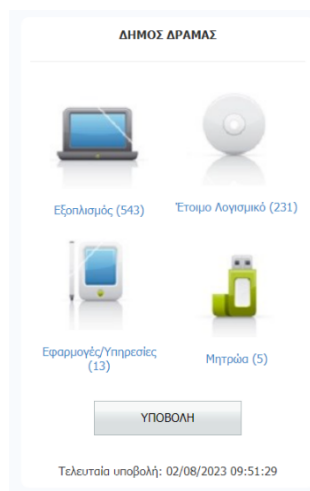 ΔΗΜΟΣ ΔΡΑΜΑΣ
Εξοπλισμός (543)
Έτοιμο Λογισμικό (231)
Εφαρμογές/Υπηρεσίες
(13)
Μητρώα (5)
ΥΠΟΒΟΛΗ
Τελευταία υποβολή: 02/08/2023 09:51:29